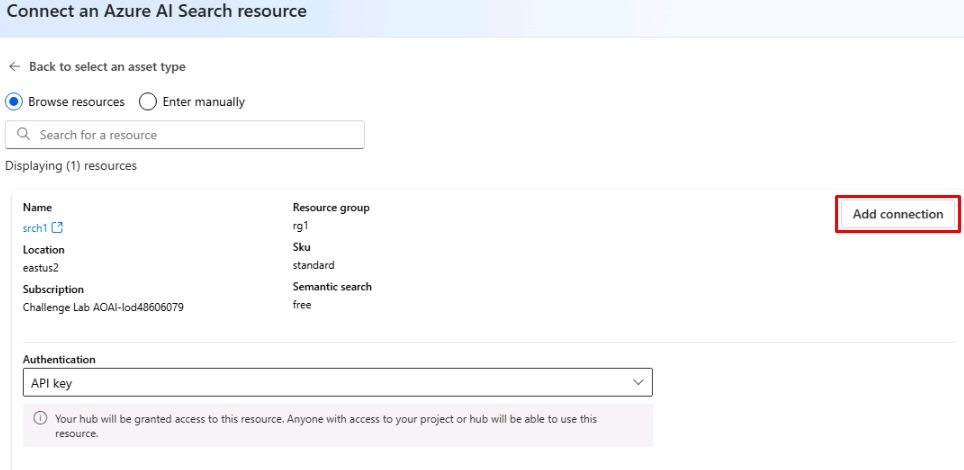 Connect an Azure AI Search resource
Back to select an asset type
Browse resources
Enter manually
Search for a resource
Displaying (1) resources
Name
srch1
Location
eastus2
Subscription
Challenge Lab AOAI-lod48606079
Resource group
rg1
Sku
standard
Semantic search
free
Add connection
Authentication
API key
Your hub will be granted access to this resource. Anyone with access to your project or hub will be able to use this
resource.